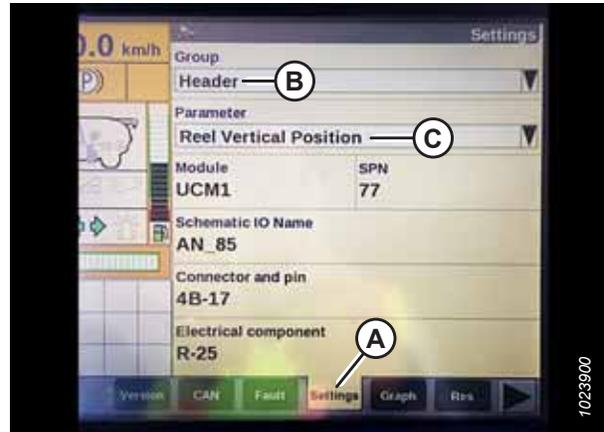 0.0 km/h
Settings
Group
Header
B
Parameter
Reel Vertical Position
C
Module
SPN
UCM1
77
Schematic IO Name
AN_85
Connector and pin
4B-17
Electrical component
A
R-25
Version CAN Fault Settings Graph Res
1023900